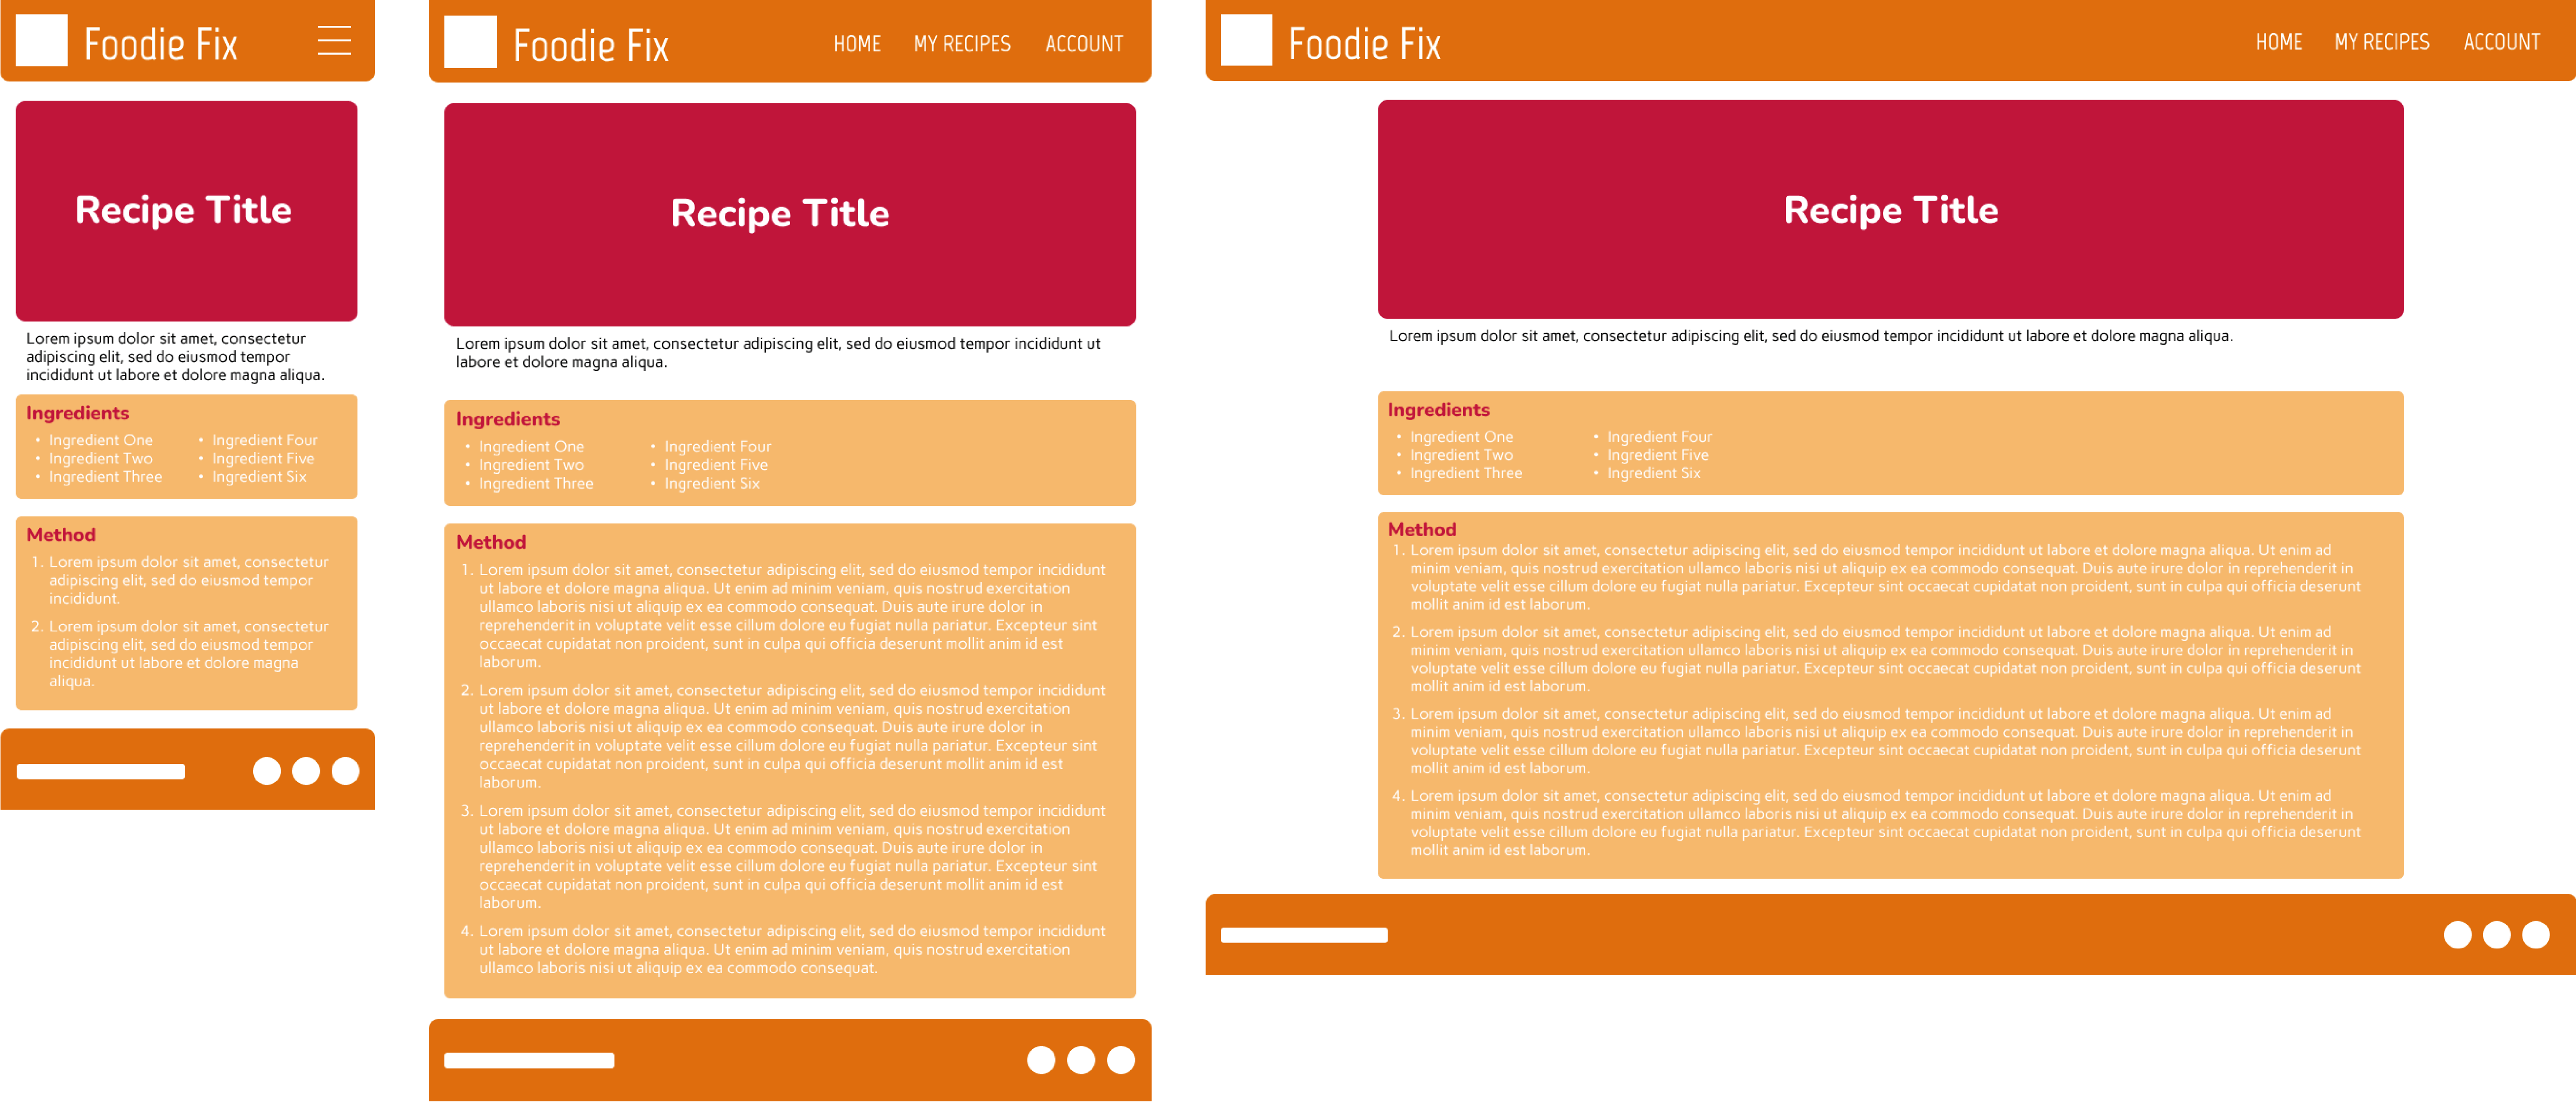 Foodie Fix
Recipe Title
Lorem ipsum dolor sit amet, consectetur
adipiscing elit, sed do eiusmod tempor
incididunt ut labore et dolore magna aliqua.
Ingredients
• Ingredient One
• Ingredient Two
• Ingredient Three
• Ingredient Four
• Ingredient Five
• Ingredient Six
Method
1. Lorem ipsum dolor sit amet, consectetur
adipiscing elit, sed do eiusmod tempor
incididunt.
2. Lorem ipsum dolor sit amet, consectetur
adipiscing elit, sed do eiusmod tempor
incididunt ut labore et dolore magna
aliqua.
Foodie Fix
HOME MY RECIPES ACCOUNT
Recipe Title
Lorem ipsum dolor sit amet, consectetur adipiscing elit, sed do eiusmod tempor incididunt ut
labore et dolore magna aliqua.
Ingredients
• Ingredient One
• Ingredient Two
• Ingredient Three
• Ingredient Four
• Ingredient Five
• Ingredient Six
Method
1. Lorem ipsum dolor sit amet, consectetur adipiscing elit, sed do eiusmod tempor incididunt
ut labore et dolore magna aliqua. Ut enim ad minim veniam, quis nostrud exercitation
ullamco laboris nisi ut aliquip ex ea commodo consequat. Duis aute irure dolor in
reprehenderit in voluptate velit esse cillum dolore eu fugiat nulla pariatur. Excepteur sint
occaecat cupidatat non proident, sunt in culpa qui officia deserunt mollit anim id est
laborum.
2. Lorem ipsum dolor sit amet, consectetur adipiscing elit, sed do eiusmod tempor incididunt
ut labore et dolore magna aliqua. Ut enim ad minim veniam, quis nostrud exercitation
ullamco laboris nisi ut aliquip ex ea commodo consequat. Duis aute irure dolor in
reprehenderit in voluptate velit esse cillum dolore eu fugiat nulla pariatur. Excepteur sint
occaecat cupidatat non proident, sunt in culpa qui officia deserunt mollit anim id est
laborum.
3. Lorem ipsum dolor sit amet, consectetur adipiscing elit, sed do eiusmod tempor incididunt
ut labore et dolore magna aliqua. Ut enim ad minim veniam, quis nostrud exercitation
ullamco laboris nisi ut aliquip ex ea commodo consequat. Duis aute irure dolor in
reprehenderit in voluptate velit esse cillum dolore eu fugiat nulla pariatur. Excepteur sint
occaecat cupidatat non proident, sunt in culpa qui officia deserunt mollit anim id est
laborum.
4. Lorem ipsum dolor sit amet, consectetur adipiscing elit, sed do eiusmod tempor incididunt
ut labore et dolore magna aliqua. Ut enim ad minim veniam, quis nostrud exercitation
ullamco laboris nisi ut aliquip ex ea commodo consequat.
Foodie Fix
HOME MY RECIPES ACCOUNT
Recipe Title
Lorem ipsum dolor sit amet, consectetur adipiscing elit, sed do eiusmod tempor incididunt ut labore et dolore magna aliqua.
Ingredients
• Ingredient One
• Ingredient Two
• Ingredient Three
• Ingredient Four
• Ingredient Five
• Ingredient Six
Method
1. Lorem ipsum dolor sit amet, consectetur adipiscing elit, sed do eiusmod tempor incididunt ut labore et dolore magna aliqua. Ut enim ad
minim veniam, quis nostrud exercitation ullamco laboris nisi ut aliquip ex ea commodo consequat. Duis aute irure dolor in reprehenderit in
voluptate velit esse cillum dolore eu fugiat nulla pariatur. Excepteur sint occaecat cupidatat non proident, sunt in culpa qui officia deserunt
mollit anim id est laborum.
2. Lorem ipsum dolor sit amet, consectetur adipiscing elit, sed do eiusmod tempor incididunt ut labore et dolore magna aliqua. Ut enim ad
minim veniam, quis nostrud exercitation ullamco laboris nisi ut aliquip ex ea commodo consequat. Duis aute irure dolor in reprehenderit in
voluptate velit esse cillum dolore eu fugiat nulla pariatur. Excepteur sint occaecat cupidatat non proident, sunt in culpa qui officia deserunt
mollit anim id est laborum.
3. Lorem ipsum dolor sit amet, consectetur adipiscing elit, sed do eiusmod tempor incididunt ut labore et dolore magna aliqua. Ut enim ad
minim veniam, quis nostrud exercitation ullamco laboris nisi ut aliquip ex ea commodo consequat. Duis aute irure dolor in reprehenderit in
voluptate velit esse cillum dolore eu fugiat nulla pariatur. Excepteur sint occaecat cupidatat non proident, sunt in culpa qui officia deserunt
mollit anim id est laborum.
4. Lorem ipsum dolor sit amet, consectetur adipiscing elit, sed do eiusmod tempor incididunt ut labore et dolore magna aliqua. Ut enim ad
minim veniam, quis nostrud exercitation ullamco laboris nisi ut aliquip ex ea commodo consequat. Duis aute irure dolor in reprehenderit in
voluptate velit esse cillum dolore eu fugiat nulla pariatur. Excepteur sint occaecat cupidatat non proident, sunt in culpa qui officia deserunt
mollit anim id est laborum.